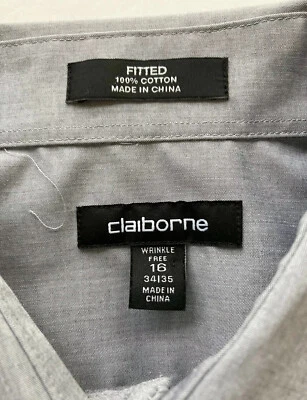 FITTED
100% COTTON
MADE IN CHINA
claiborne
WRINKLE
FREE
16
34/35
MADE IN
CHINA